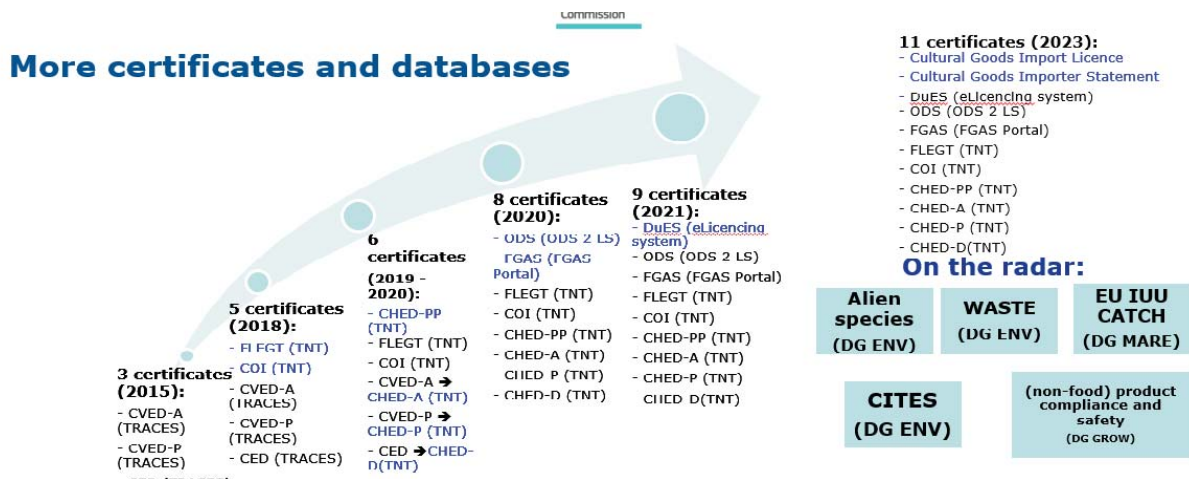 Commission
More certificates and databases
3 certificates
(2015):
- CVED-A
(TRACES)
- CVED-P
(TRACES)
5 certificates
(2018):
- FLEGT (TNT)
- COI (TNT)
- CVED-A
(TRACES)
- CVED-P
(TRACES)
- CED (TRACES)
6
certificates
(2019 -
2020):
- CHED-PP
(TNT)
- FLEGT (TNT)
- COI (TNT)
- CVED-A ➔
CHED-A (TNT)
- CVED-P ➔
CHED-P (TNT)
- CED ➔CHED-
D(TNT)
8 certificates
(2020):
- ODS (ODS 2 LS)
FGAS (FGAS
Portal)
- FLEGT (TNT)
- COI (TNT)
- CHED-PP (TNT)
- CHED-A (TNT)
CHED-P (TNT)
- CHED-D (TNT)
9 certificates
(2021):
- DuES (eLicencing
system)
- ODS (ODS 2 LS)
- FGAS (FGAS Portal)
- FLEGT (TNT)
- COI (TNT)
- CHED-PP (TNT)
- CHED-A (TNT)
- CHED-P (TNT)
CHED-D(TNT)
11 certificates (2023):
- Cultural Goods Import Licence
- Cultural Goods Importer Statement
- DuES (eLicencing system)
- ODS (ODS 2 LS)
- FGAS (FGAS Portal)
- FLEGT (TNT)
- COI (TNT)
- CHED-PP (TNT)
- CHED-A (TNT)
- CHED-P (TNT)
- CHED-D(TNT)
On the radar:
Alien
species
(DG ENV)
WASTE
(DG ENV)
EU IUU
CATCH
(DG MARE)
CITES
(DG ENV)
(non-food) product
compliance and
safety
(DG GROW)